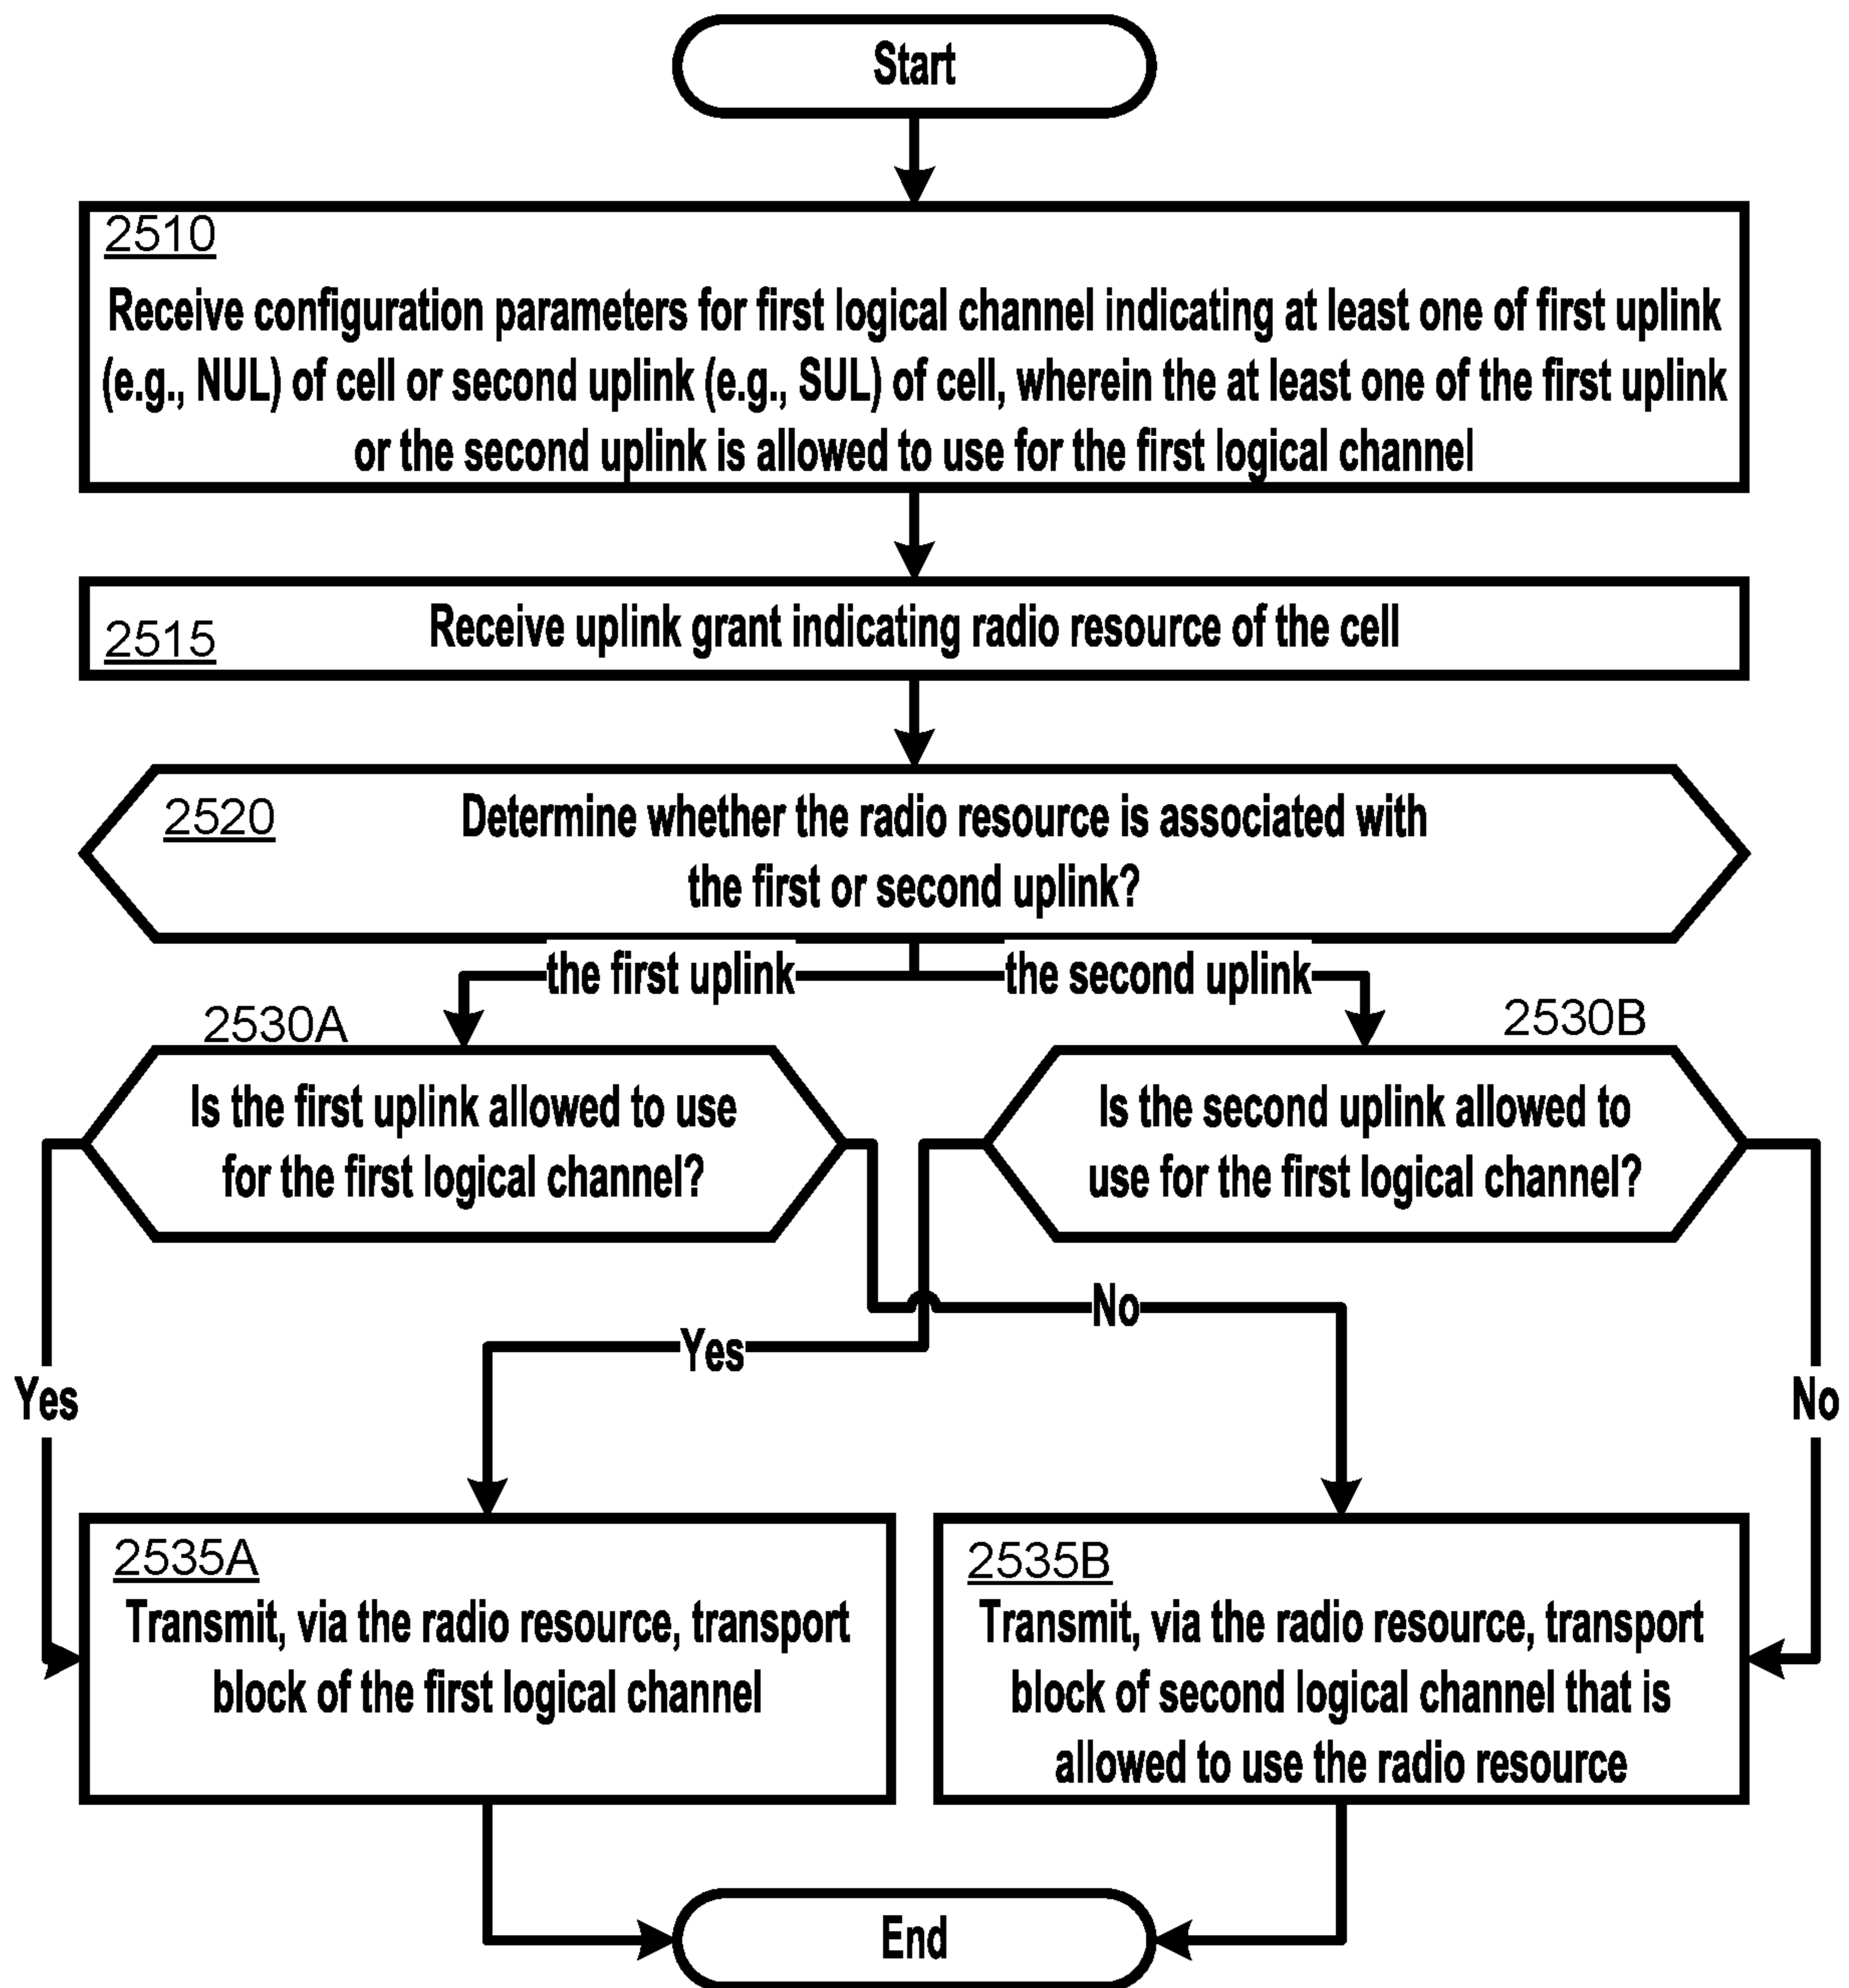 Start
2510
Receive configuration parameters for first logical channel indicating at least one of first uplink
(e.g., NUL) of cell or second uplink (e.g., SUL) of cell, wherein the at least one of the first uplink
or the second uplink is allowed to use for the first logical channel
2515
Receive uplink grant indicating radio resource of the cell
2520
Determine whether the radio resource is associated with
the first or second uplink?
the first uplink
the second uplink
2530A
2530B
Is the first uplink allowed to use
for the first logical channel?
Is the second uplink allowed to
use for the first logical channel?
No
Yes
Yes
No
2535A
Transmit, via the radio resource, transport
block of the first logical channel
2535B
Transmit, via the radio resource, transport
block of second logical channel that is
allowed to use the radio resource
End